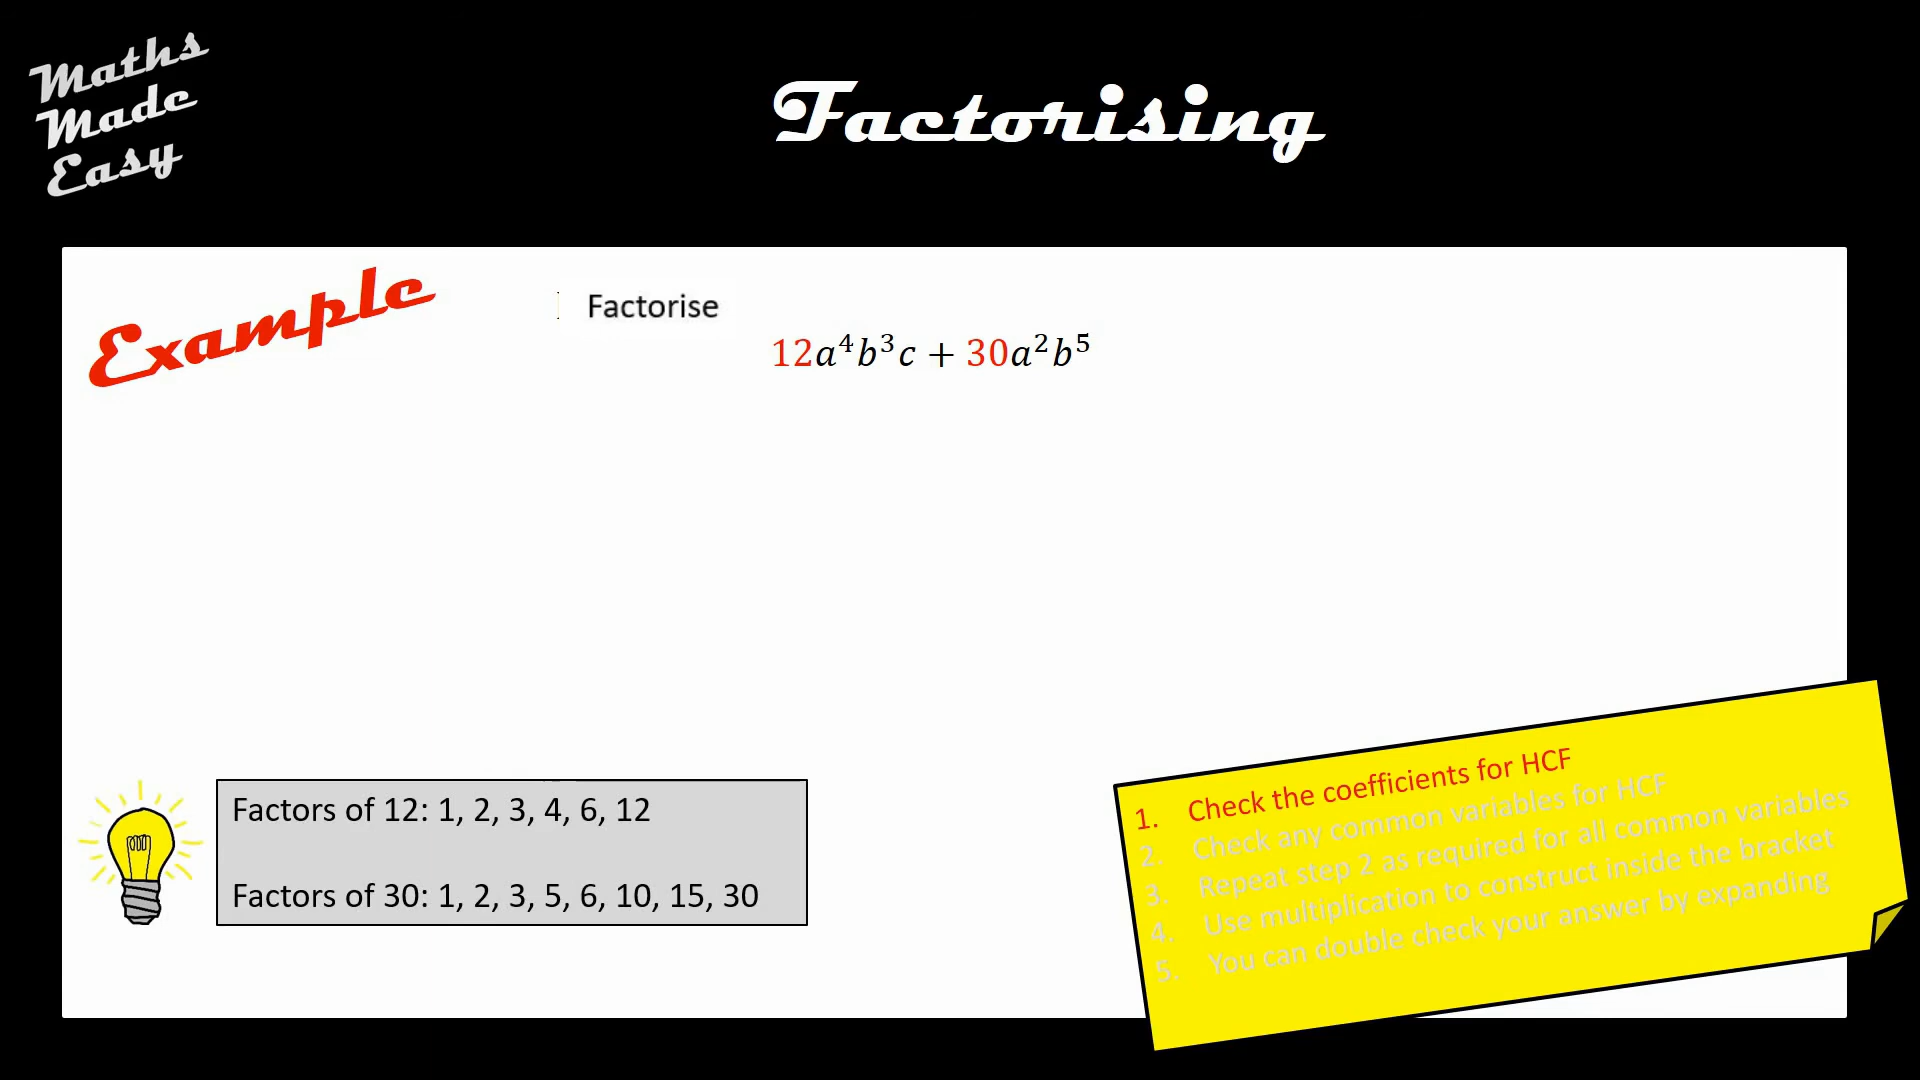 Maths
Made
Easy
Factorising
Example
Factorise
12a⁴b³c + 30a²b⁵
Factors of 12: 1, 2, 3, 4, 6, 12
Factors of 30: 1, 2, 3, 5, 6, 10, 15, 30
1. Check the coefficients for HCF
2. Check any common variables for HCF
3. Repeat step 2 as required for all common variables
4. Use multiplication to construct inside the bracket
5. You can double check your answer by expanding